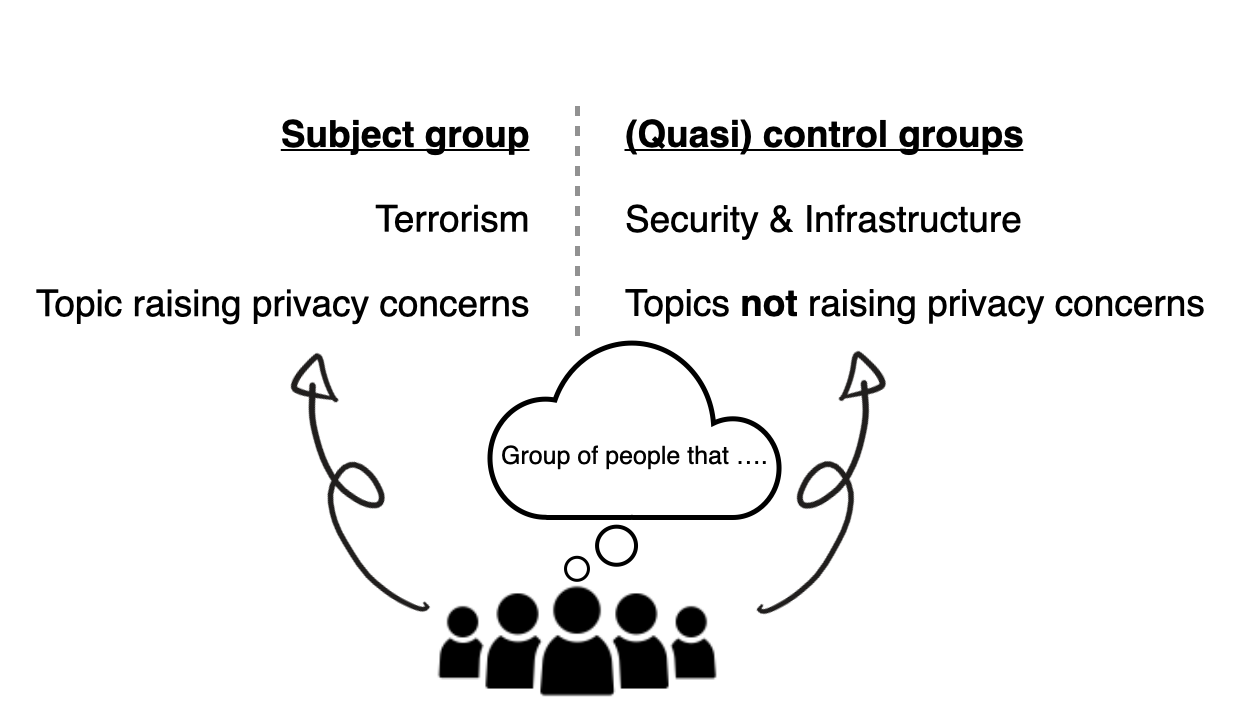 Subject group
(Quasi) control groups
Terrorism
Security & Infrastructure
Topic raising privacy concerns
Topics not raising privacy concerns
Group of people that ....